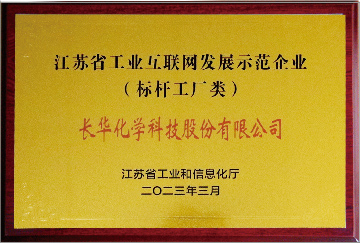 江苏省工业互联网发展示范企业
（标杆工厂类）
长华化学科技股份有限公司
江苏省工业和信息化厅
二〇二三年三月